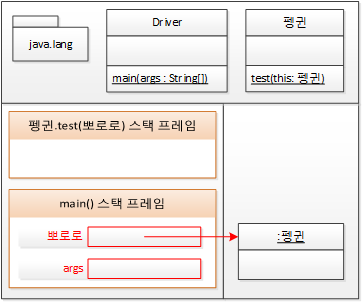 java.lang
Driver
main(args : String[])
펭귄
test(this: 펭귄)
펭귄.test(뽀로로) 스택 프레임
main() 스택 프레임
뽀로로
args
:펭귄